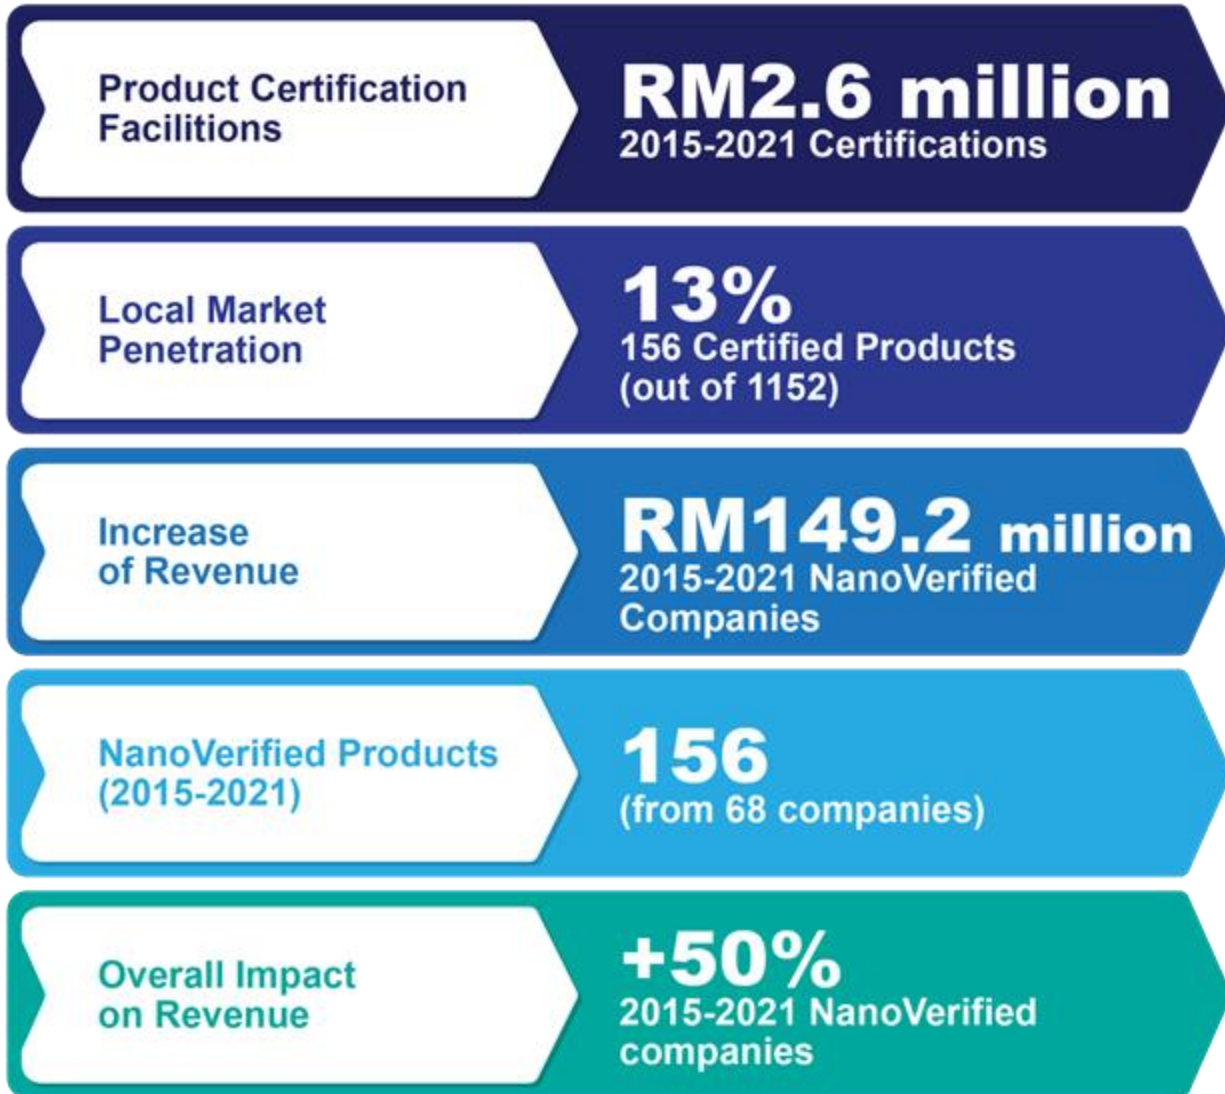 Product Certification
Facilitions
RM2.6 million
2015-2021 Certifications
Local Market
Penetration
13%
156 Certified Products
(out of 1152)
Increase
of Revenue
RM149.2 million
2015-2021 NanoVerified
Companies
NanoVerified Products
(2015-2021)
156
(from 68 companies)
Overall Impact
on Revenue
+50%
2015-2021 NanoVerified
companies